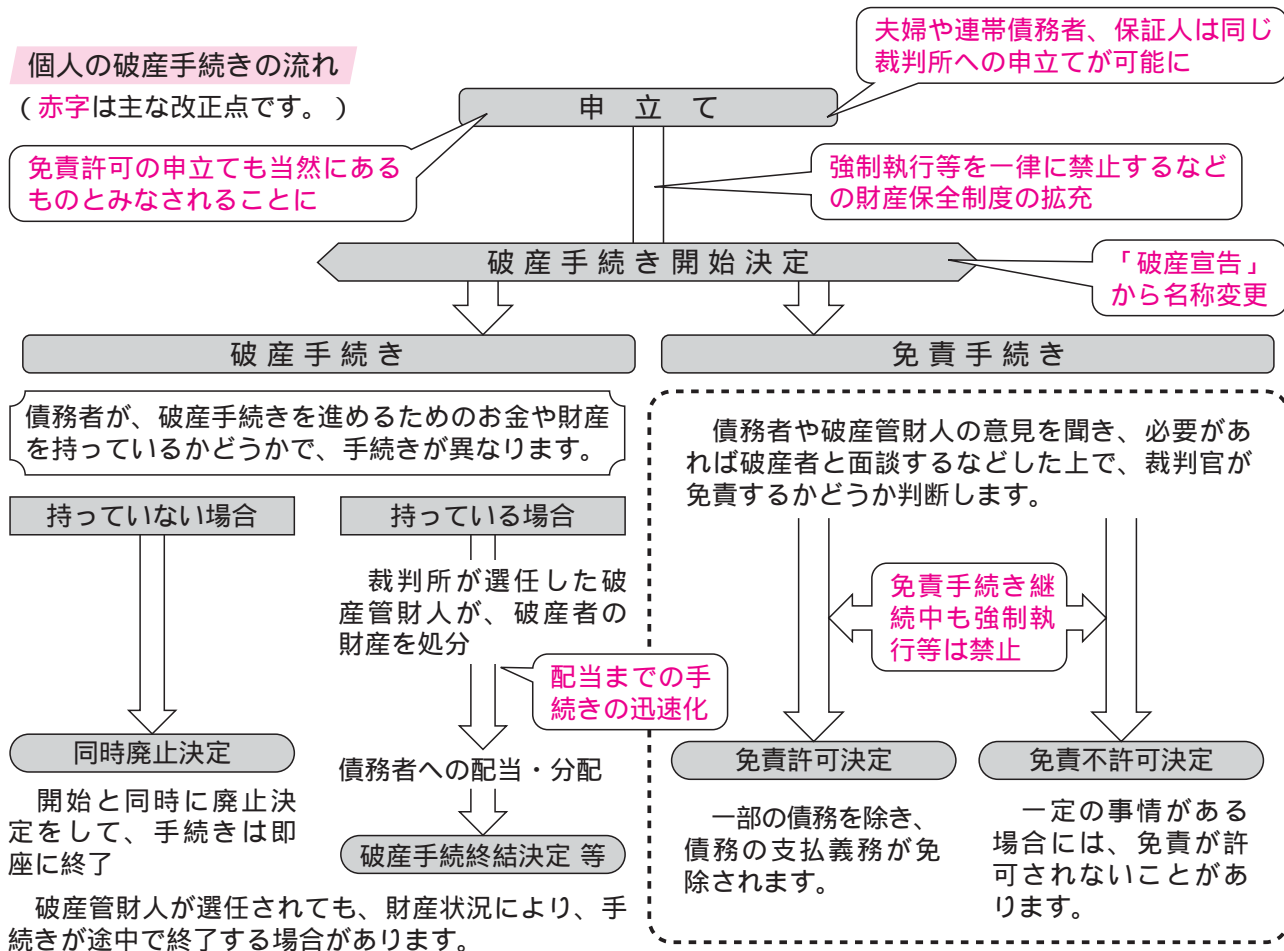 個人の破産手続きの流れ
（赤字は主な改正点です。）
夫婦や連帯債務者、保証人は同じ
裁判所への申立てが可能に
申立て
免責許可の申立ても当然にある
ものとみなされることに
強制執行等を一律に禁止するなど
の財産保全制度の拡充
破産手続き開始決定
「破産宣告」
から名称変更
破産手続き
債務者が、破産手続きを進めるためのお金や財産
を持っているかどうかで、手続きが異なります。
持っていない場合
同時廃止決定
開始と同時に廃止決
定をして、手続きは即
座に終了
持っている場合
裁判所が選任した破
産管財人が、破産者の
財産を処分
配当までの手
続きの迅速化
債務者への配当・分配
破産手続終結決定 等
破産管財人が選任されても、財産状況により、手
続きが途中で終了する場合があります。
免責手続き
債務者や破産管財人の意見を聞き、必要があ
れば破産者と面談するなどした上で、裁判官が
免責するかどうか判断します。
免責手続き継
続中も強制執
行等は禁止
免責許可決定
一部の債務を除き、
債務の支払義務が免
除されます。
免責不許可決定
一定の事情がある
場合には、免責が許
可されないことがあ
ります。